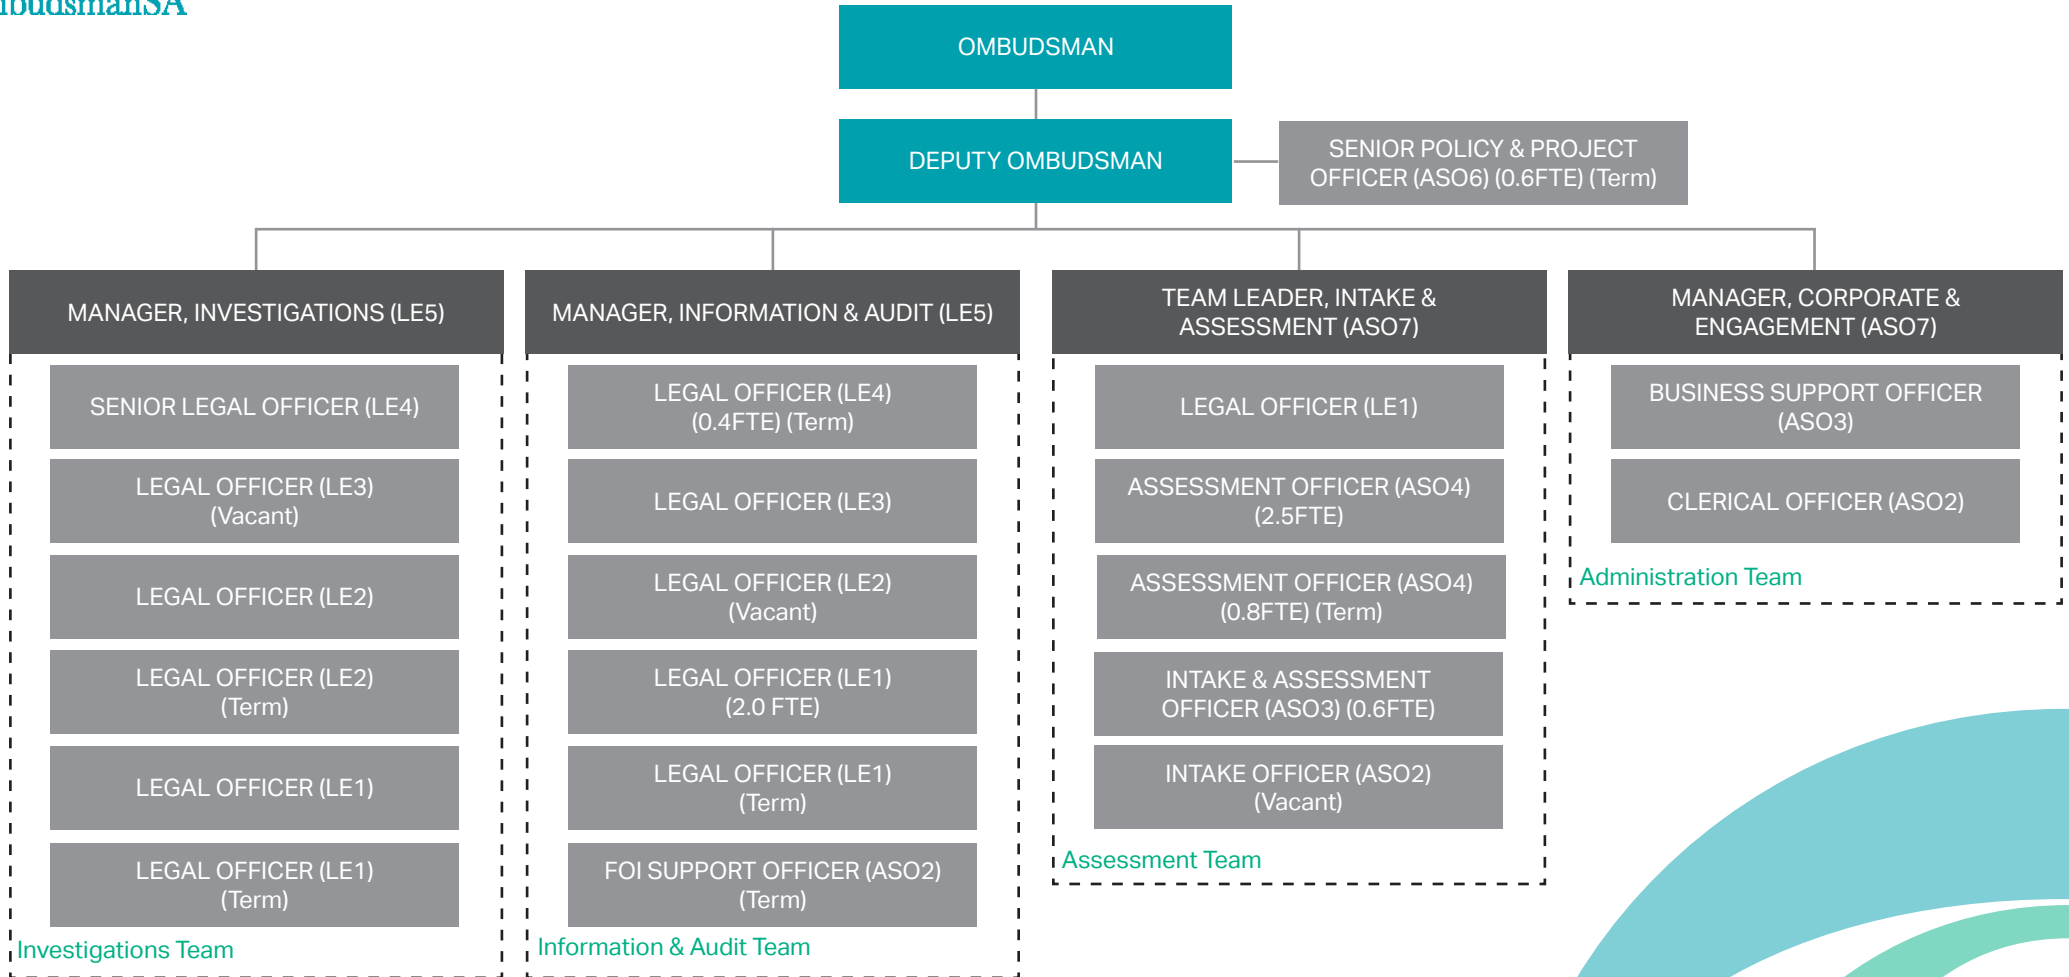 OMBUDSMAN
DEPUTY OMBUDSMAN
SENIOR POLICY & PROJECT
OFFICER (ASO6) (0.6FTE) (Term)
MANAGER, INVESTIGATIONS (LE5)
SENIOR LEGAL OFFICER (LE4)
LEGAL OFFICER (LE3)
(Vacant)
LEGAL OFFICER (LE2)
LEGAL OFFICER (LE2)
(Term)
LEGAL OFFICER (LE1)
LEGAL OFFICER (LE1)
(Term)
Investigations Team
MANAGER, INFORMATION & AUDIT (LE5)
LEGAL OFFICER (LE4)
(0.4FTE) (Term)
LEGAL OFFICER (LE3)
LEGAL OFFICER (LE2)
(Vacant)
LEGAL OFFICER (LE1)
(2.0 FTE)
LEGAL OFFICER (LE1)
(Term)
FOI SUPPORT OFFICER (ASO2)
(Term)
Information & Audit Team
TEAM LEADER, INTAKE &
ASSESSMENT (ASO7)
LEGAL OFFICER (LE1)
ASSESSMENT OFFICER (ASO4)
(2.5FTE)
ASSESSMENT OFFICER (ASO4)
(0.8FTE) (Term)
INTAKE & ASSESSMENT
OFFICER (ASO3) (0.6FTE)
INTAKE OFFICER (ASO2)
(Vacant)
Assessment Team
MANAGER, CORPORATE &
ENGAGEMENT (ASO7)
BUSINESS SUPPORT OFFICER
(ASO3)
CLERICAL OFFICER (ASO2)
Administration Team